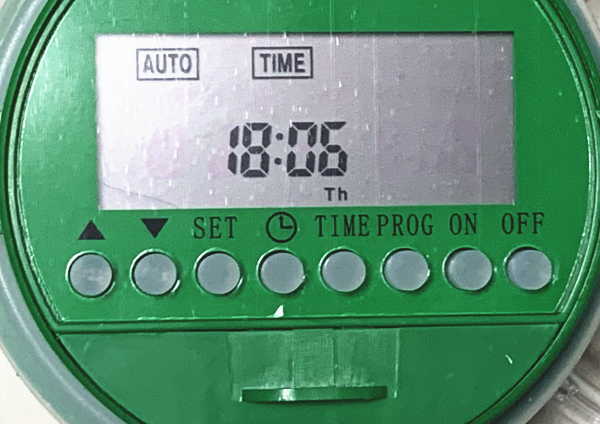 AUTO TIME
18:06
Th
SET TIME PROG ON OFF